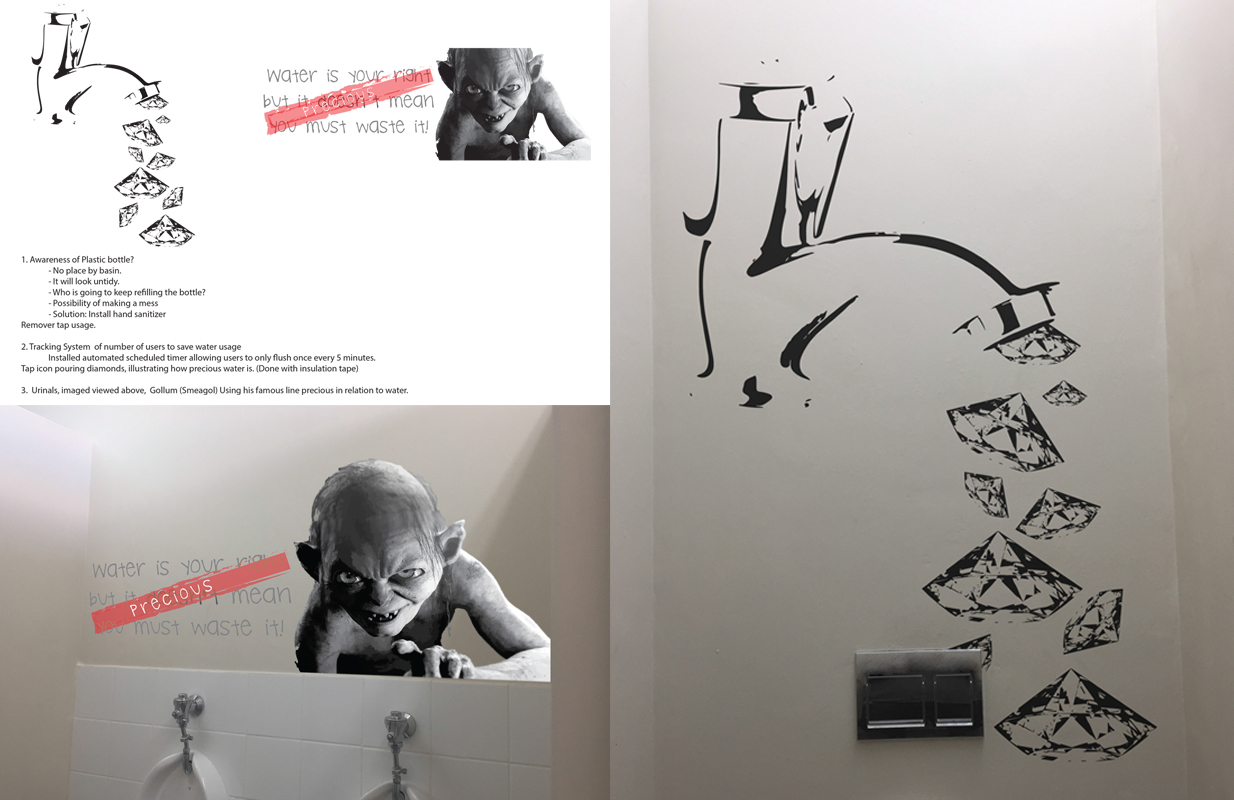 Water is your right
but it doesn't mean
Precious
you must waste it!
1. Awareness of Plastic bottle?
- No place by basin.
- It will look untidy.
- Who is going to keep refilling the bottle?
- Possibility of making a mess
- Solution: Install hand sanitizer
Remover tap usage.
2. Tracking System of number of users to save water usage
Installed automated scheduled timer allowing users to only flush once every 5 minutes.
Tap icon pouring diamonds, illustrating how precious water is. (Done with insulation tape)
3. Urinals, imaged viewed above, Gollum (Smeagol) Using his famous line precious in relation to water.
Water is your right
but it doesn't mean
Precious
you must waste it!